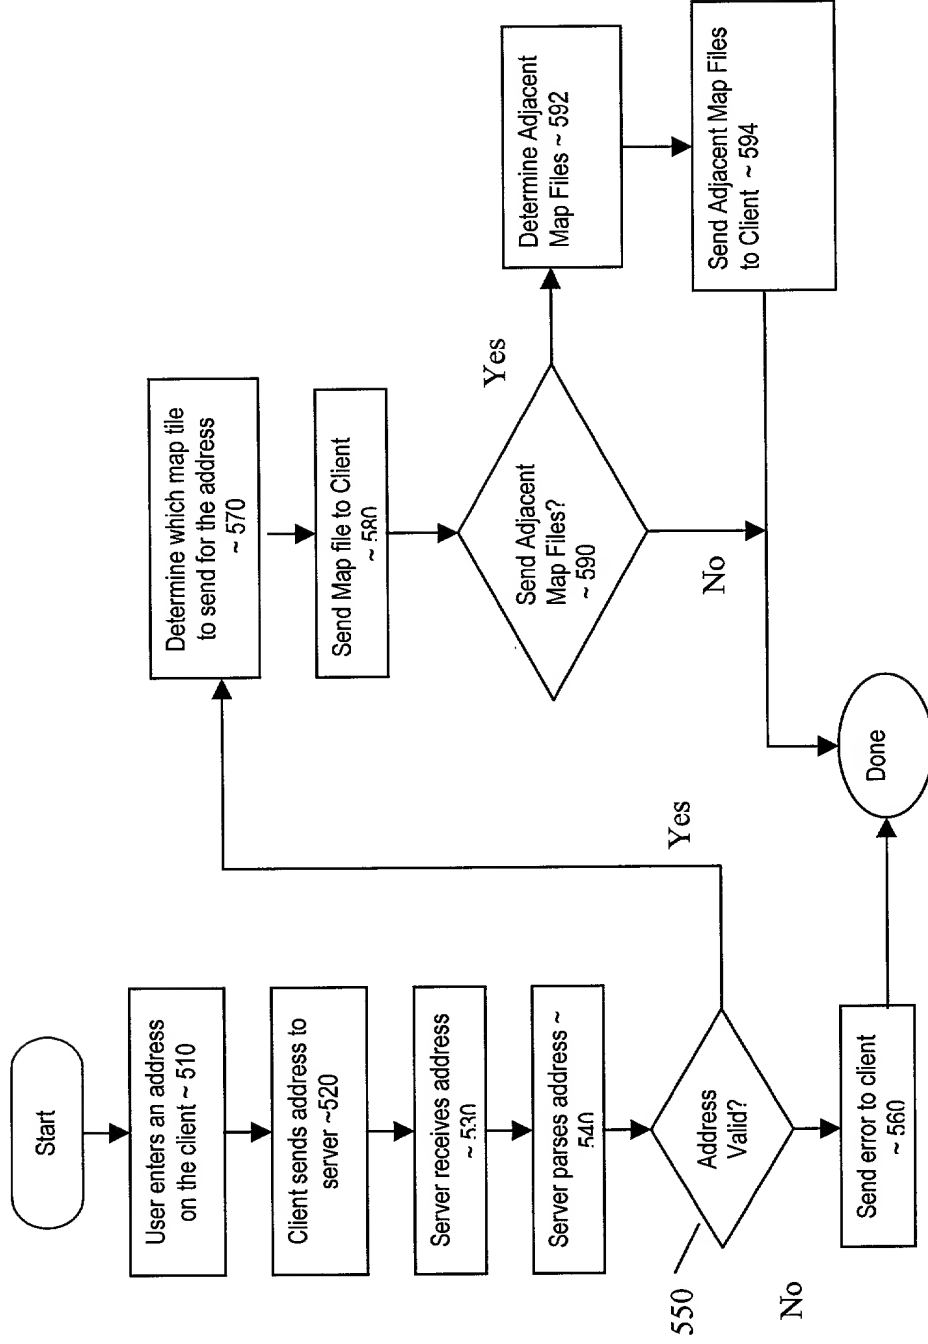 Start
User enters an address
on the client ~ 510
Client sends address to
server ~520
Server receives address
~ 530
Server parses address ~
540
550
Address
Valid?
No
Yes
Send error to client
~ 560
Determine which map tile
to send for the address
~ 570
Send Map file to Client
~ 580
Send Adjacent
Map Files?
~ 590
Yes
No
Determine Adjacent
Map Files ~ 592
Send Adjacent Map Files
to Client ~ 594
Done